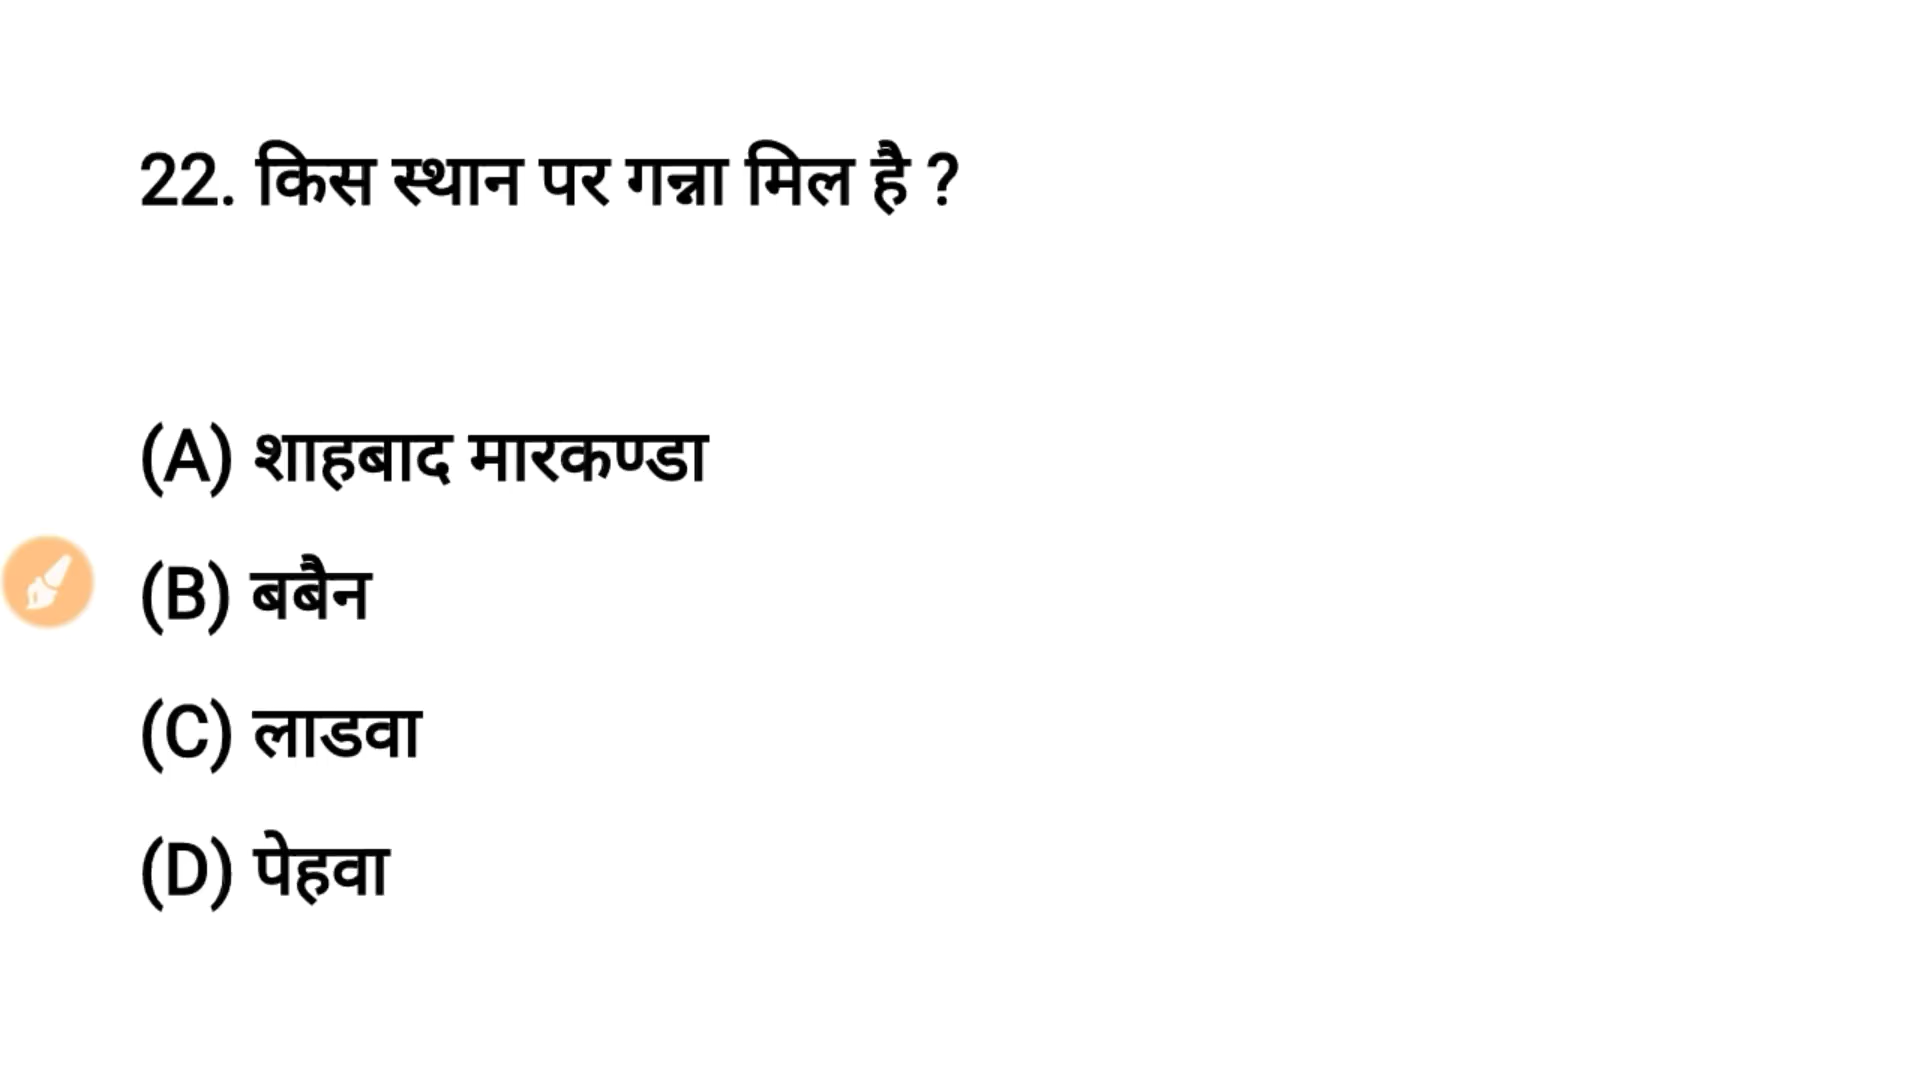 22. किस स्थान पर गन्ना मिल है ?
(A) शाहबाद मारकण्डा
(B) बबैन
(C) लाडवा
(D) पेहवा